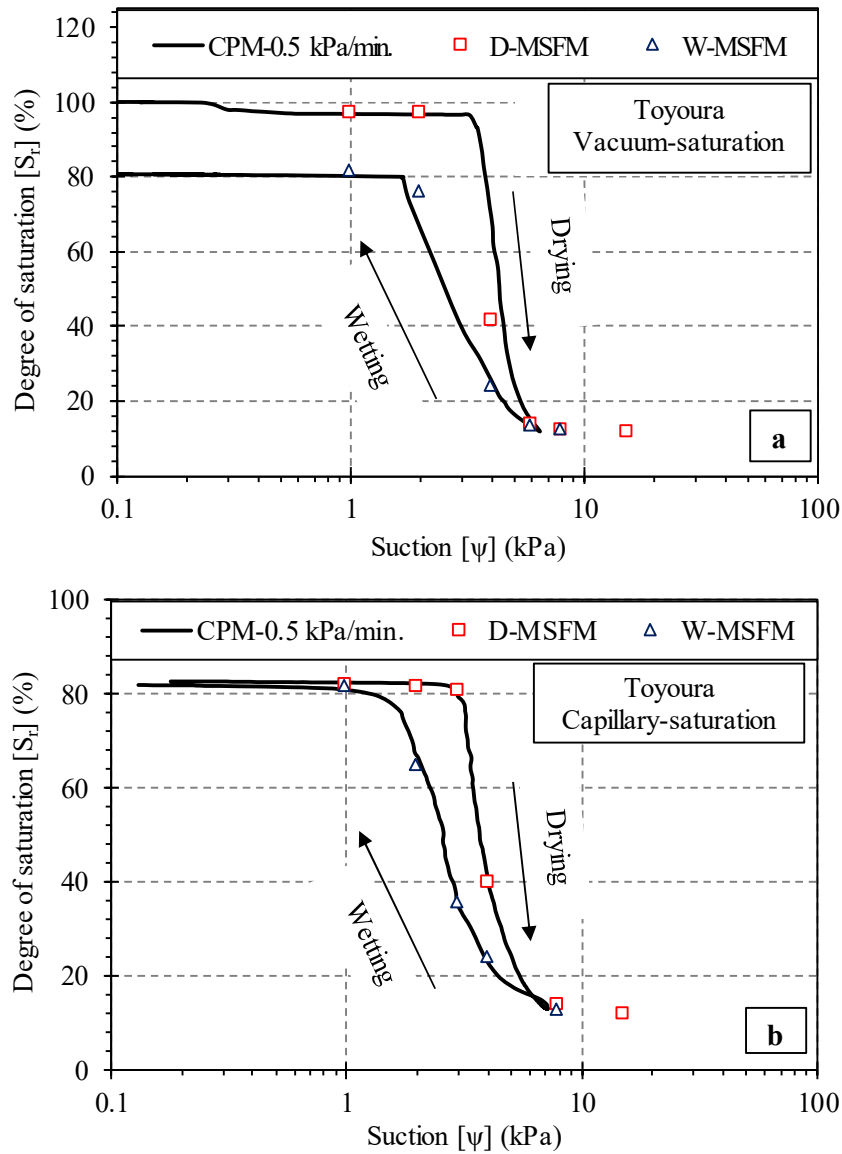 120
CPM-0.5 kPa/min. D-MSFM W-MSFM
100
80
60
40
20
0
Degree of saturation [Sᵣ] (%)
Toyoura
Vacuum-saturation
Drying
Wetting
a
0.1 1 10 100
Suction [ψ] (kPa)
100
CPM-0.5 kPa/min. D-MSFM W-MSFM
80
60
40
20
0
Degree of saturation [Sᵣ] (%)
Toyoura
Capillary-saturation
Drying
Wetting
b
0.1 1 10 100
Suction [ψ] (kPa)